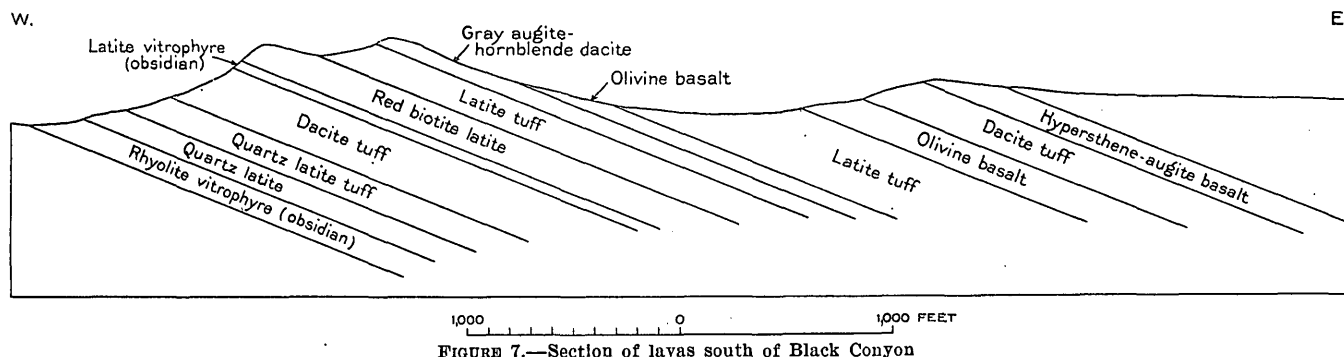 W.
E
Latite vitrophyre
(obsidian)
Gray augite-
hornblende dacite
Olivine basalt
Latite tuff
Red biotite latite
Dacite tuff
Quartz latite tuff
Quartz latite
Rhyolite vitrophyre (obsidian)
Latite tuff
Olivine basalt
Dacite tuff
Hypersthene-augite basalt
1,000 0 1,000 FEET
FIGURE 7.—Section of lavas south of Black Conyon